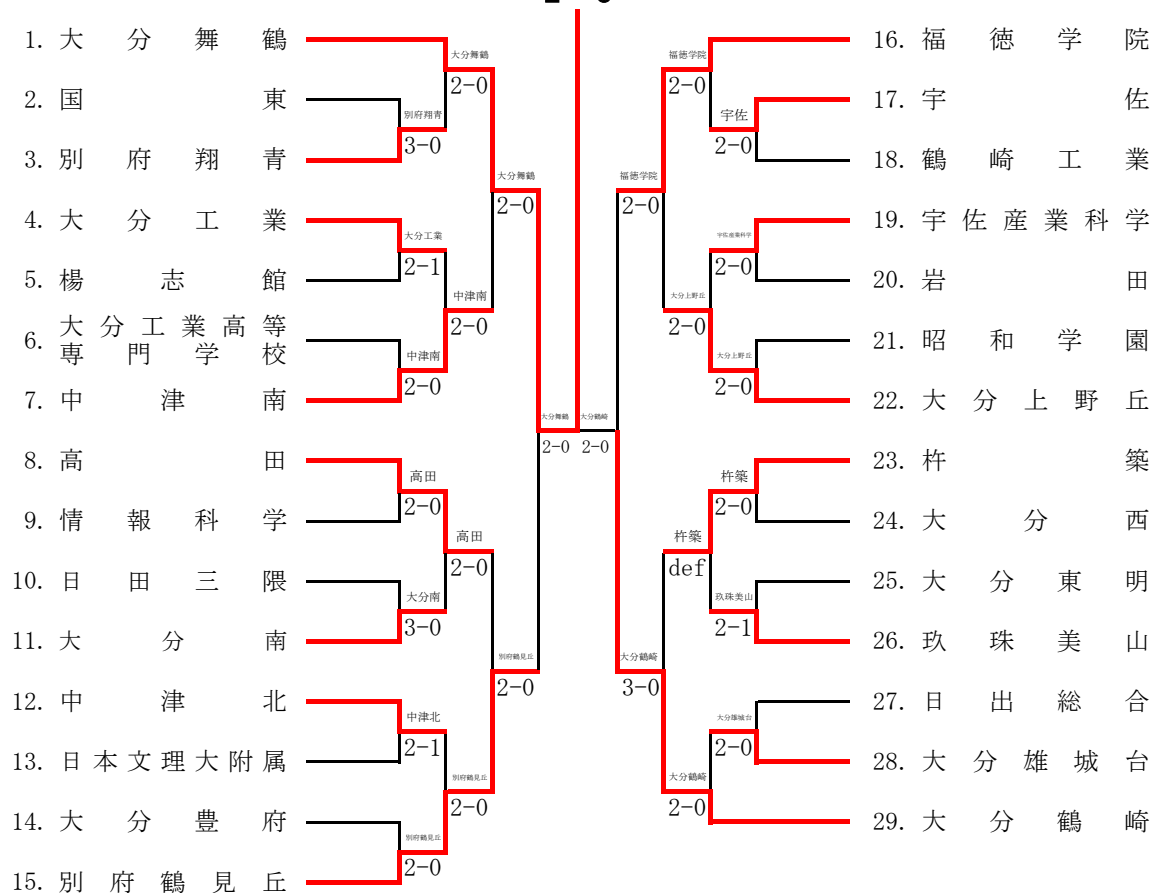 1. 大分舞鶴
2. 国東
3. 別府翔青
4. 大分工業
5. 楊志館
6. 大分工業高等
専門学校
7. 中津南
8. 高田
9. 情報科学
10. 日田三隈
11. 大分南
12. 中津北
13. 日本文理大附属
14. 大分豊府
15. 別府鶴見丘
大分舞鶴
2-0
別府翔青
3-0
大分舞鶴
2-0
大分工業
2-1
中津南
2-0
中津南
2-0
大分舞鶴
2-0
高田
2-0
高田
2-0
大分南
3-0
別府鶴見丘
2-0
中津北
2-1
別府鶴見丘
2-0
別府鶴見丘
2-0
大分鶴崎
2-0
福徳学院
2-0
宇佐
2-0
福徳学院
2-0
宇佐産業科学
2-0
大分上野丘
2-0
大分上野丘
2-0
杵築
2-0
杵築
def
玖珠美山
2-1
大分鶴崎
3-0
大分雄城台
2-0
大分鶴崎
2-0
16. 福徳学院
17. 宇佐
18. 鶴崎工業
19. 宇佐産業科学
20. 岩田
21. 昭和学園
22. 大分上野丘
23. 杵築
24. 大分西
25. 大分東明
26. 玖珠美山
27. 日出総合
28. 大分雄城台
29. 大分鶴崎